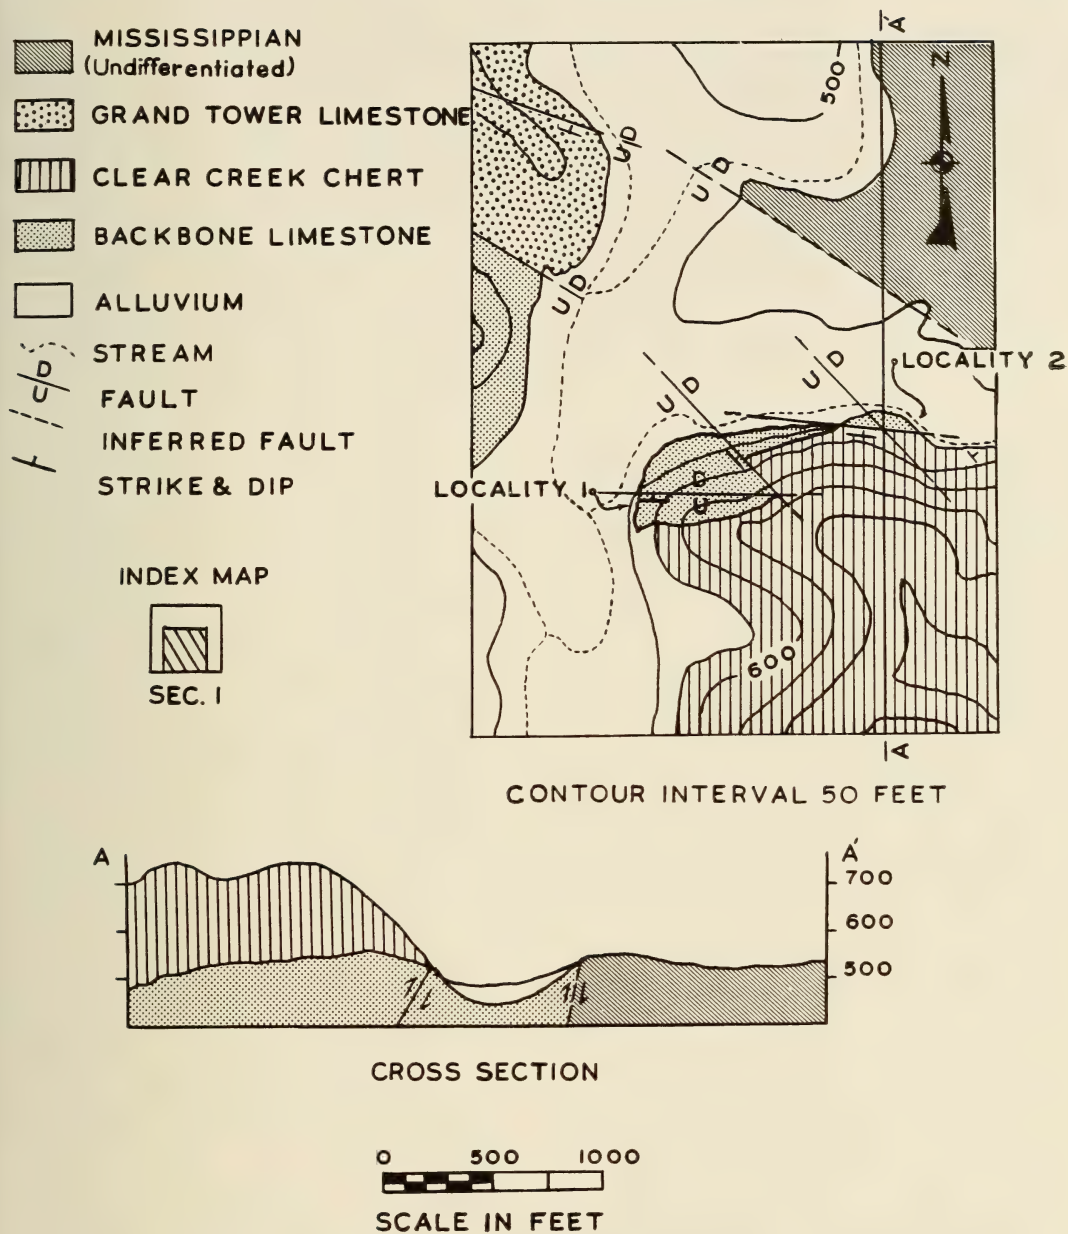 MISSISSIPPIAN
(Undifferentiated)
GRAND TOWER LIMESTONE
CLEAR CREEK CHERT
BACKBONE LIMESTONE
ALLUVIUM
STREAM
D
U
FAULT
INFERRED FAULT
STRIKE & DIP
INDEX MAP
SEC. I
A'
N
500
U D
U D
U D
U D
U D
D
U
LOCALITY 2
LOCALITY 1
600
A
CONTOUR INTERVAL 50 FEET
A A'
700
600
500
CROSS SECTION
0 500 1000
SCALE IN FEET